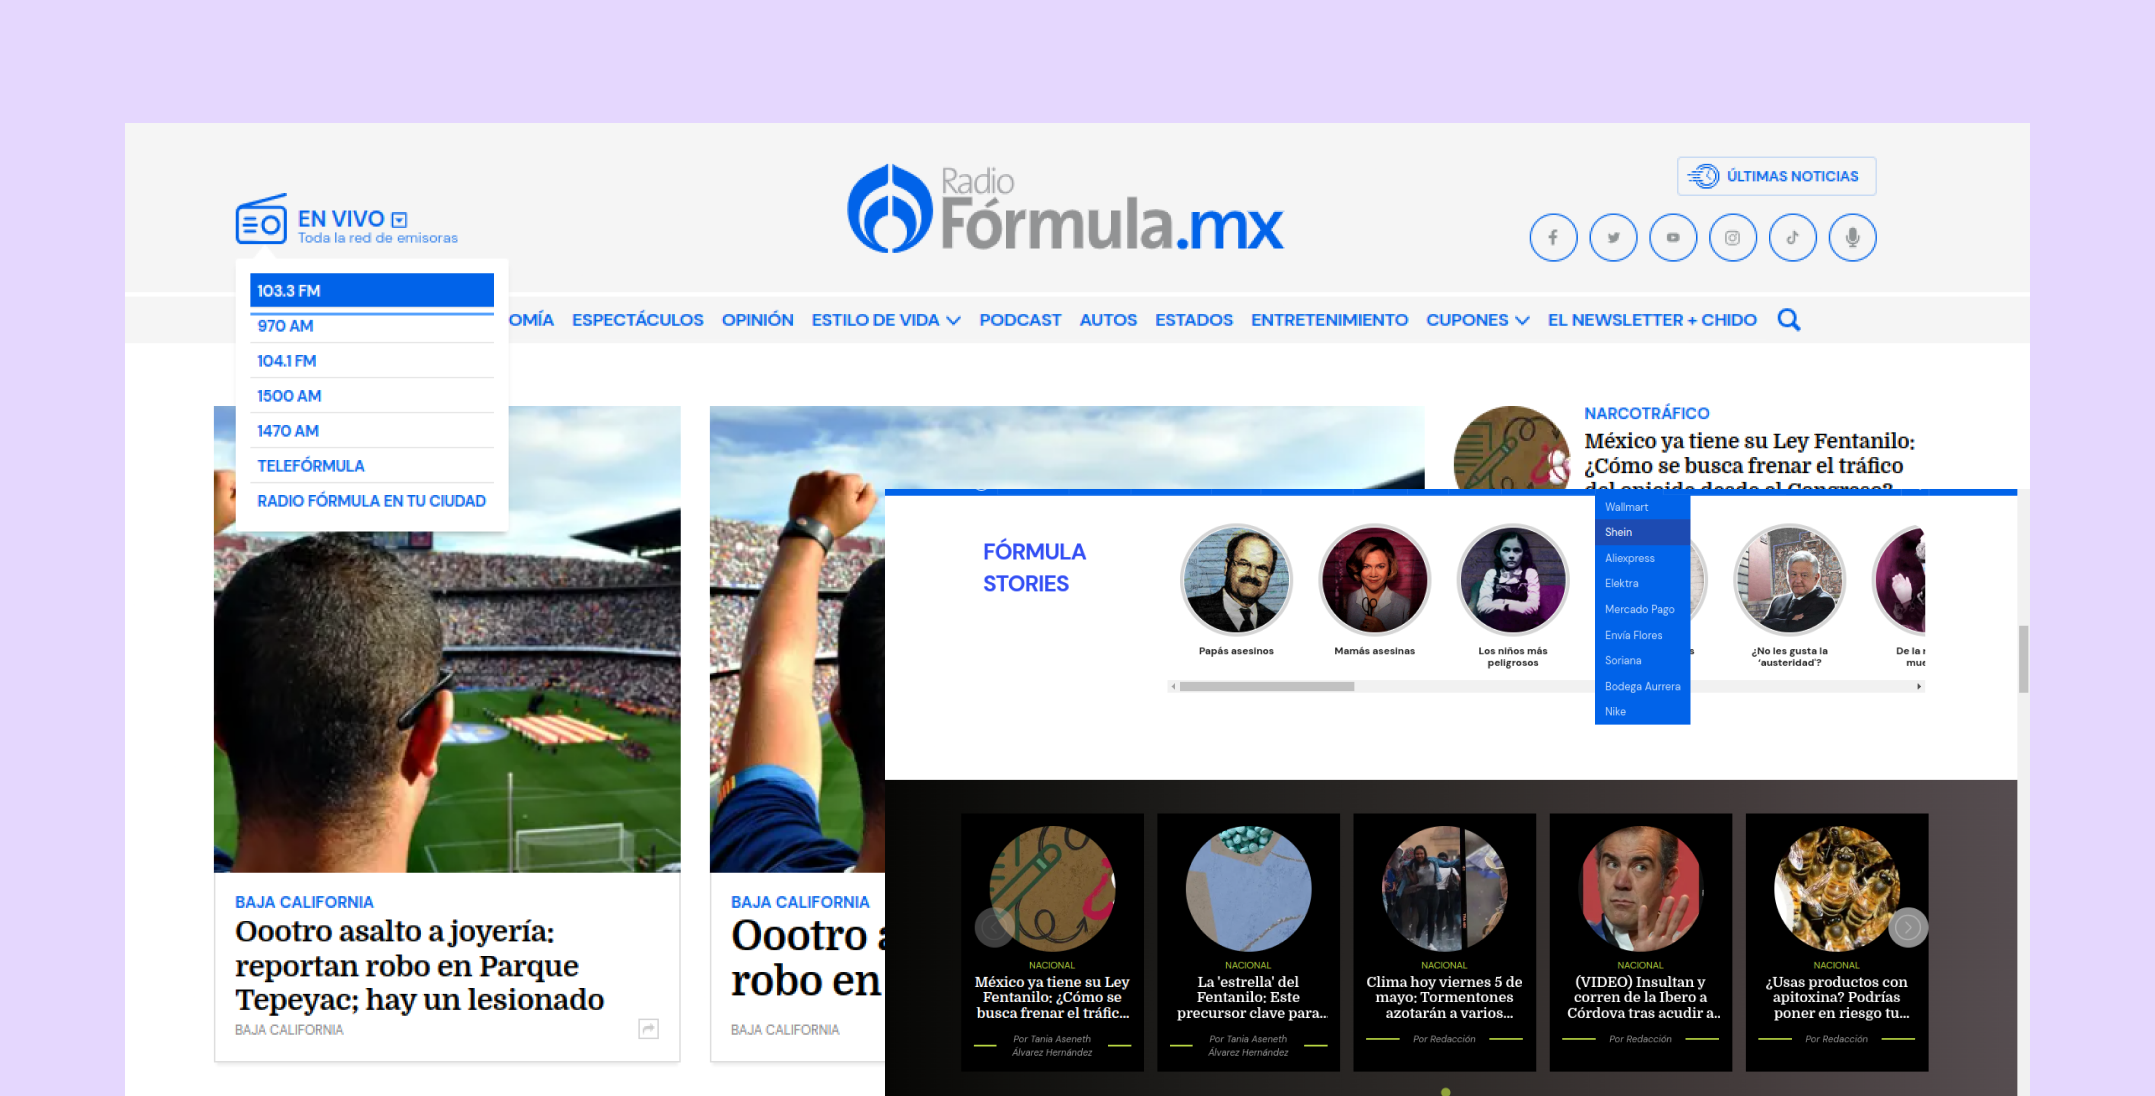 EN VIVO
Toda la red de emisoras
Radio
Fórmula.mx
ÚLTIMAS NOTICIAS
103.3 FM
970 AM
104.1 FM
1500 AM
1470 AM
TELEFÓRMULA
RADIO FÓRMULA EN TU CIUDAD
OMÍA ESPECTÁCULOS OPINIÓN ESTILO DE VIDA PODCAST AUTOS ESTADOS ENTRETENIMIENTO CUPONES EL NEWSLETTER + CHIDO
BAJA CALIFORNIA
Oootro asalto a joyería:
reportan robo en Parque
Tepeyac; hay un lesionado
BAJA CALIFORNIA
BAJA CALIFORNIA
Oootro a
robo en
BAJA CALIFORNIA
NARCOTRÁFICO
México ya tiene su Ley Fentanilo:
¿Cómo se busca frenar el tráfico
del opioide desde el Congreso?
FÓRMULA
STORIES
Papás asesinos
Mamás asesinas
Los niños más
peligrosos
s
¿No les gusta la
'austeridad'?
De la r
mue
Wallmart
Shein
Aliexpress
Elektra
Mercado Pago
Envía Flores
Soriana
Bodega Aurrera
Nike
NACIONAL
México ya tiene su Ley
Fentanilo: ¿Cómo se
busca frenar el tráfic...
Por Tania Aseneth
Álvarez Hernández
NACIONAL
La 'estrella' del
Fentanilo: Este
precursor clave para...
Por Tania Aseneth
Álvarez Hernández
NACIONAL
Clima hoy viernes 5 de
mayo: Tormentones
azotarán a varios...
Por Redacción
NACIONAL
(VIDEO) Insultan y
corren de la Ibero a
Córdova tras acudir a..
Por Redacción
NACIONAL
¿Usas productos con
apitoxina? Podrías
poner en riesgo tu...
Por Redacción